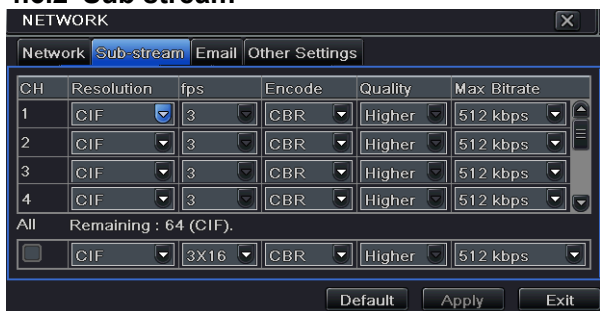 4.6.2 Sub-stream
NETWORK X
Network Sub-stream Email Other Settings
CH Resolution fps Encode Quality Max Bitrate
1 CIF 3 CBR Higher 512 kbps
2 CIF 3 CBR Higher 512 kbps
3 CIF 3 CBR Higher 512 kbps
4 CIF 3 CBR Higher 512 kbps
All Remaining : 64 (CIF).
CIF 3X16 CBR Higher 512 kbps
Default Apply Exit